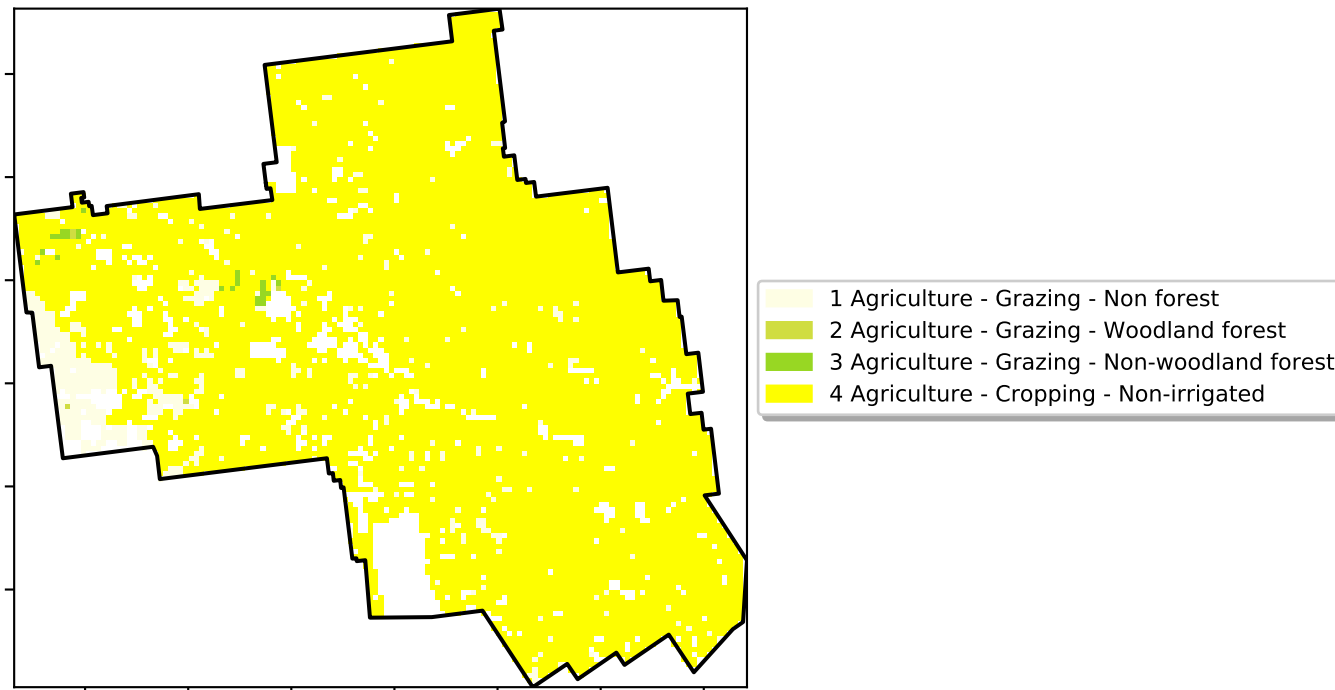 1 Agriculture - Grazing - Non forest
2 Agriculture - Grazing - Woodland forest
3 Agriculture - Grazing - Non-woodland forest
4 Agriculture - Cropping - Non-irrigated